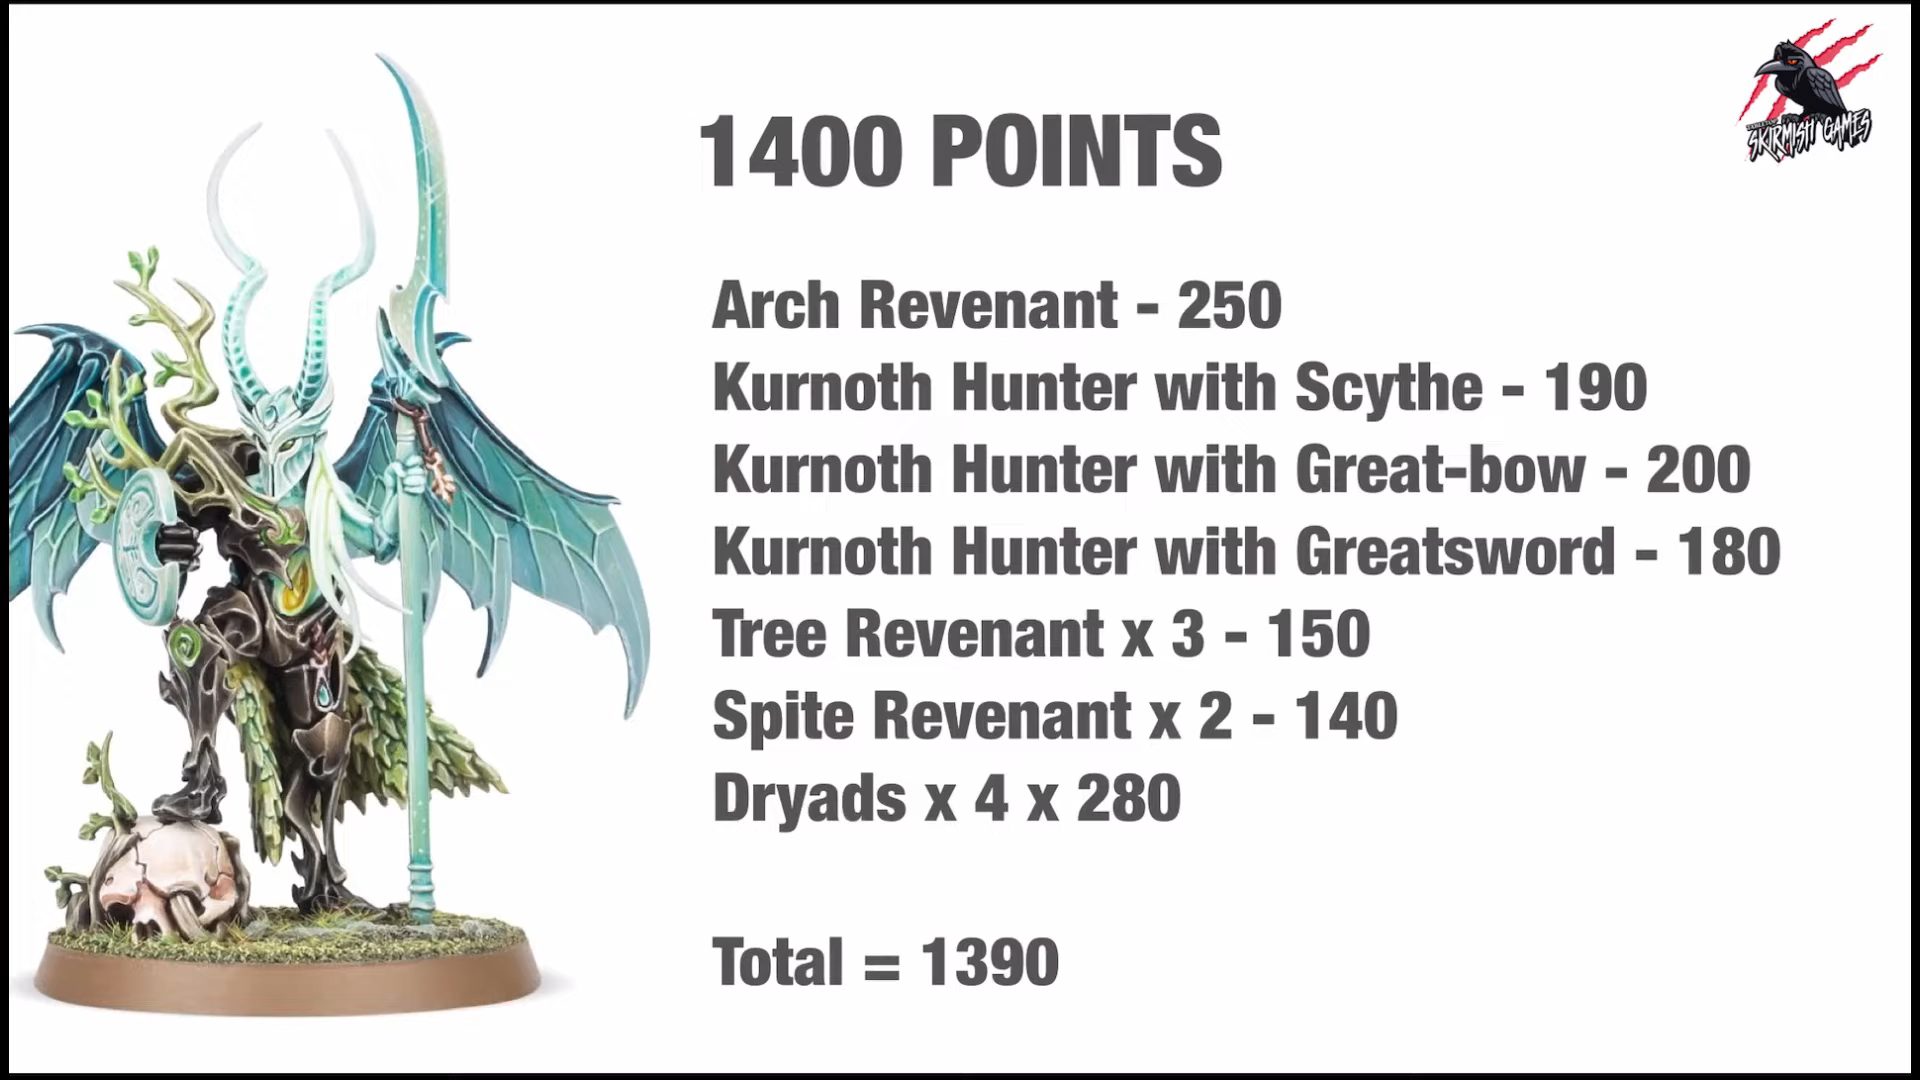 1400 POINTS
Arch Revenant - 250
Kurnoth Hunter with Scythe - 190
Kurnoth Hunter with Great-bow - 200
Kurnoth Hunter with Greatsword - 180
Tree Revenant x 3 - 150
Spite Revenant x 2 - 140
Dryads x 4 x 280
Total = 1390
SKIRMISH GAMES